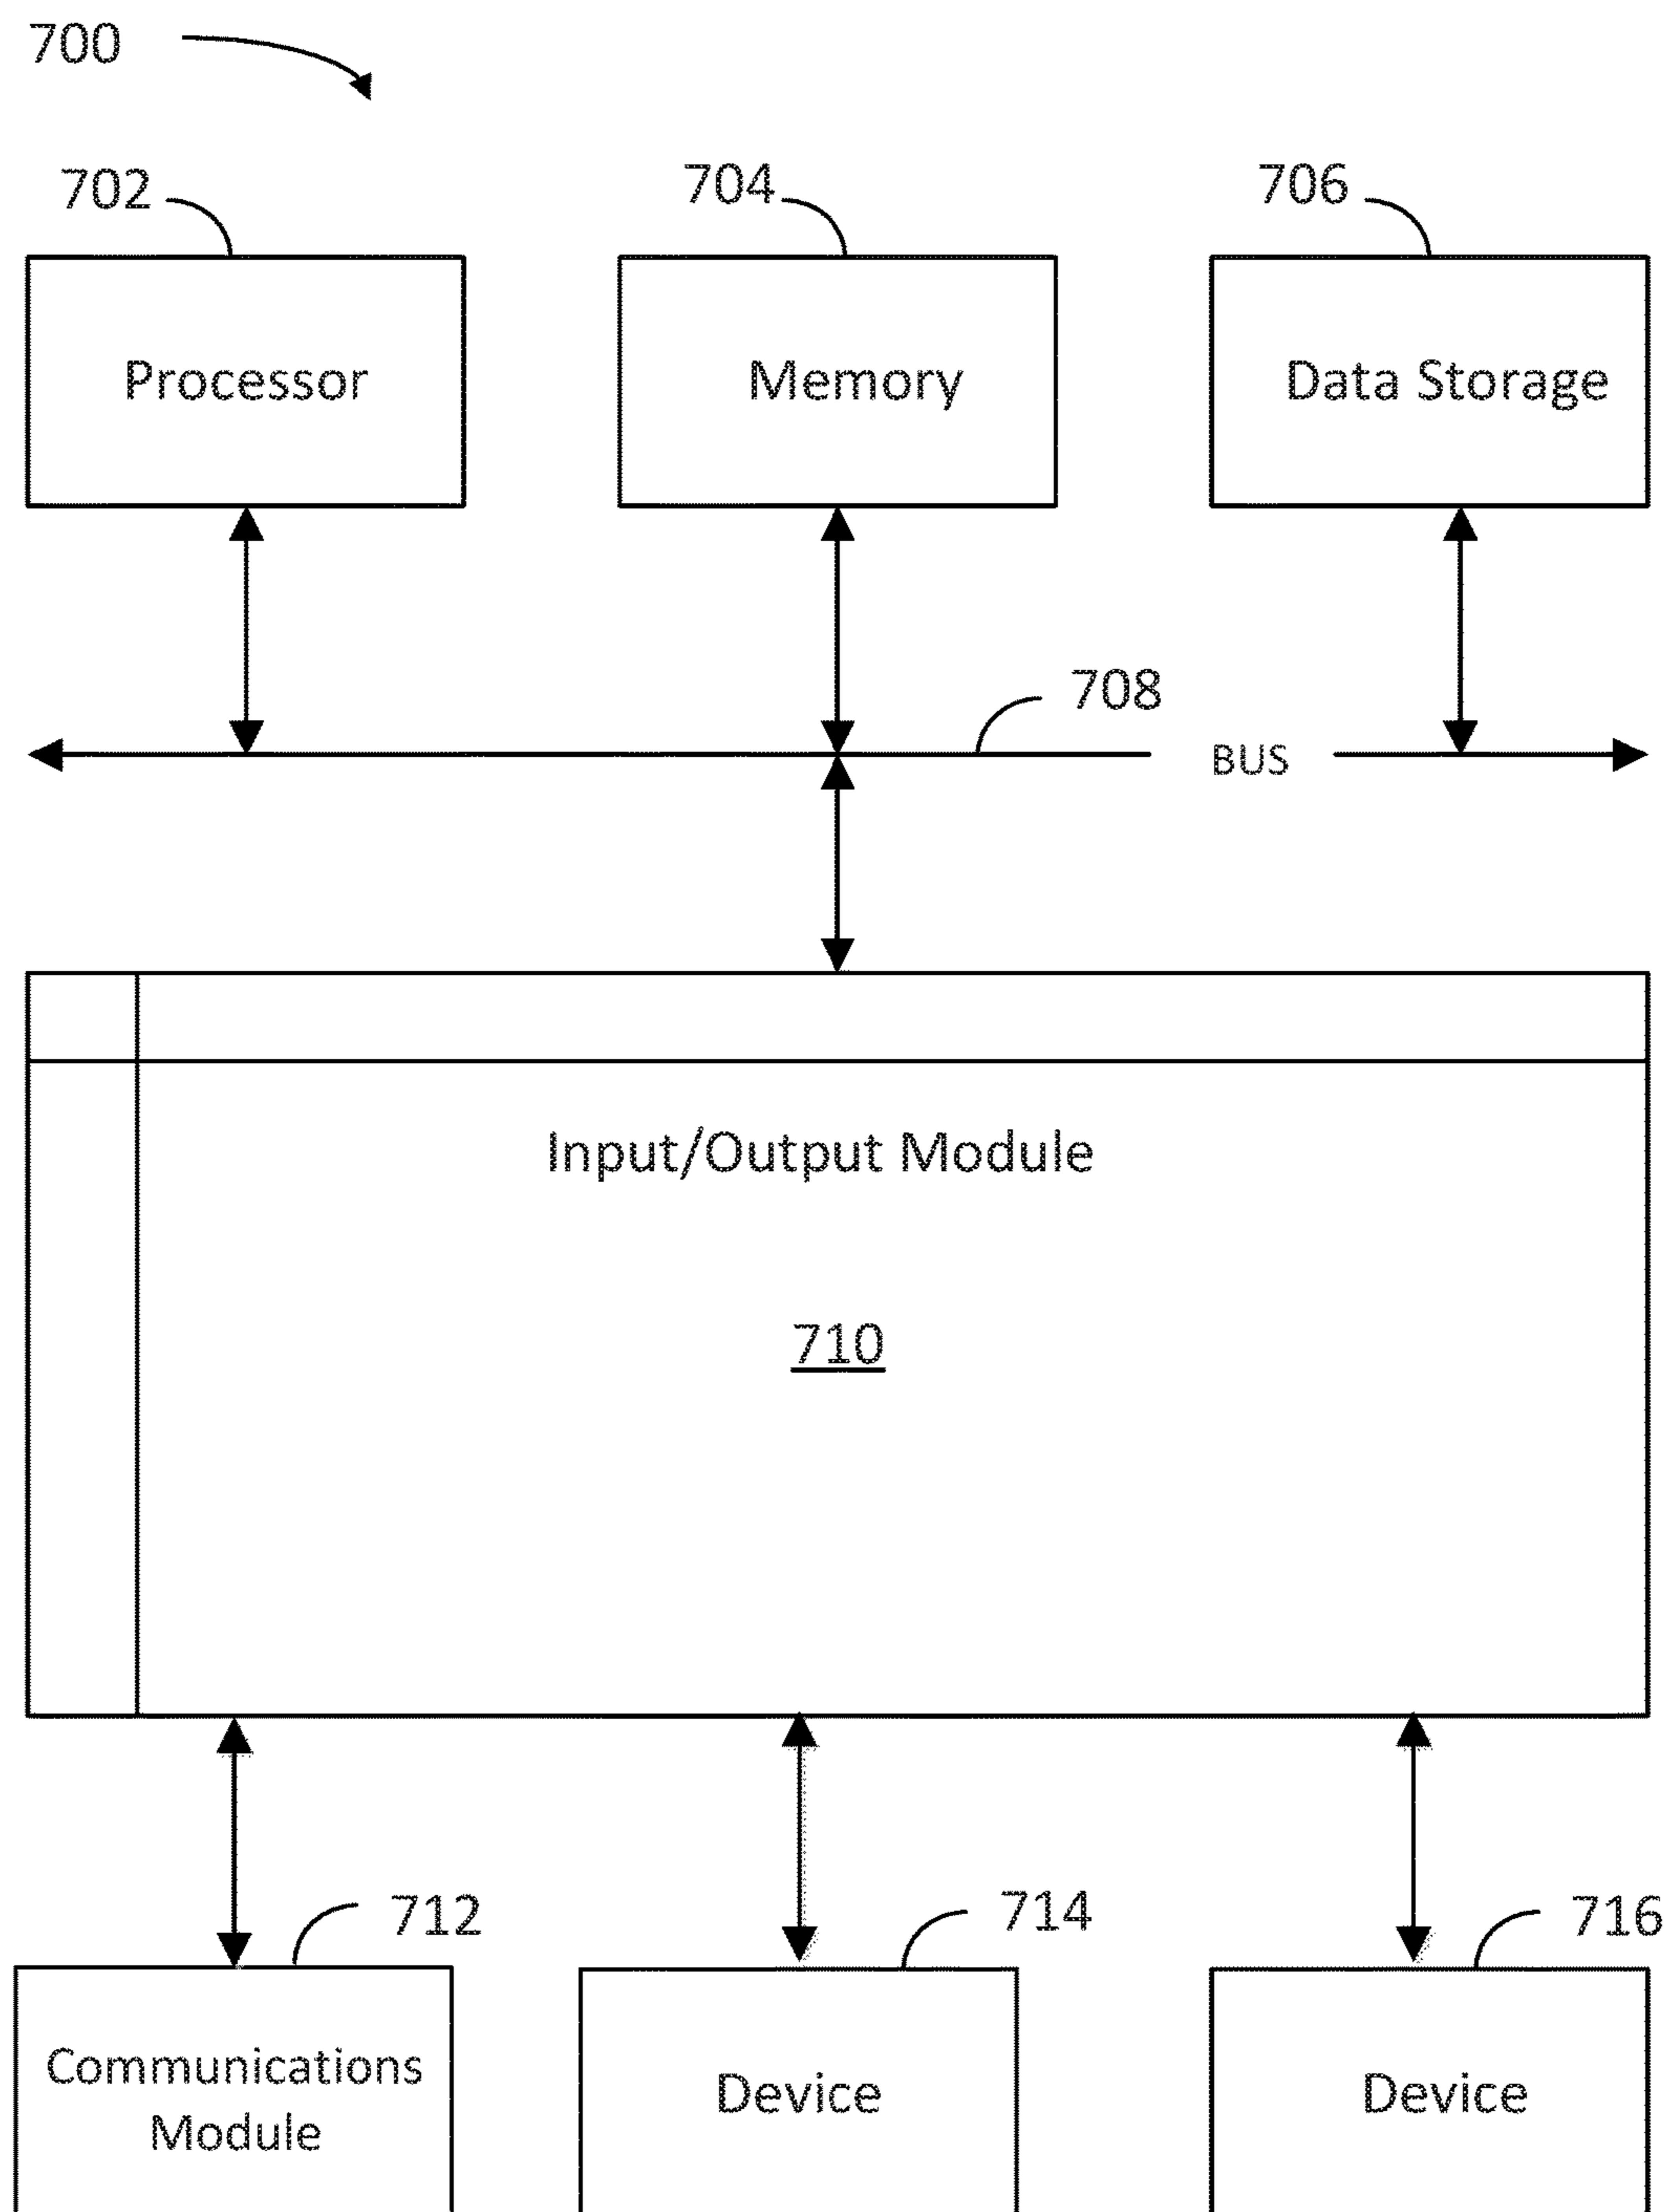 700
702
704
706
Processor
Memory
Data Storage
708
BUS
Input/Output Module
710
712
714
716
Communications
Module
Device
Device